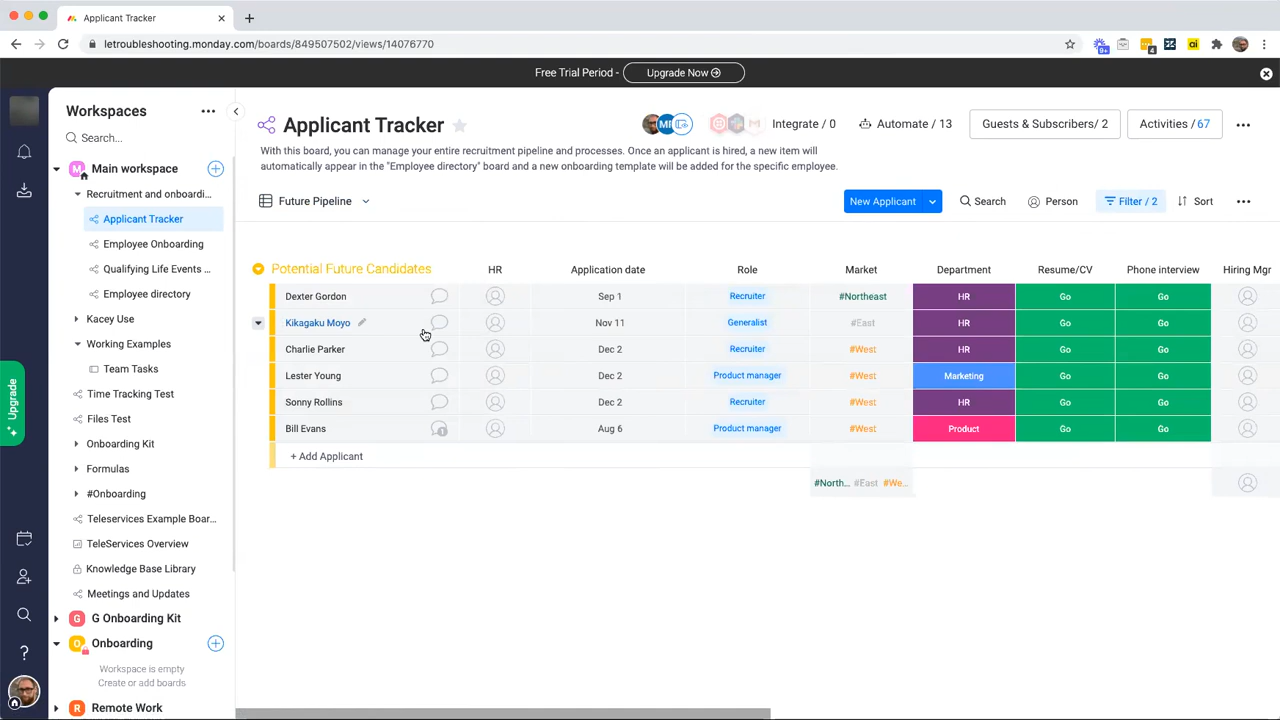 Applicant Tracker
letroubleshooting.monday.com/boards/849507502/views/14976770
9+
4
ai
Free Trial Period - Upgrade Now
Workspaces
Search...
M Main workspace
Recruitment and onboardi...
Applicant Tracker
Employee Onboarding
Qualifying Life Events ...
Employee directory
Kacey Use
Working Examples
Team Tasks
Time Tracking Test
Files Test
Onboarding Kit
Formulas
#Onboarding
Teleservices Example Boar...
TeleServices Overview
Knowledge Base Library
Meetings and Updates
G G Onboarding Kit
O Onboarding
Workspace is empty
Create or add boards
R Remote Work
Upgrade
?
Applicant Tracker
Integrate / 0
Automate / 13
Guests & Subscribers/ 2
Activities / 67
With this board, you can manage your entire recruitment pipeline and processes. Once an applicant is hired, a new item will
automatically appear in the "Employee directory" board and a new onboarding template will be added for the specific employee.
Future Pipeline
New Applicant
Search
Person
Filter / 2
Sort
Potential Future Candidates HR Application date Role Market Department Resume/CV Phone interview Hiring Mgr
Dexter Gordon Sep 1 Recruiter #Northeast HR Go Go
Kikagaku Moyo Nov 11 Generalist #East HR Go Go
Charlie Parker Dec 2 Recruiter #West HR Go Go
Lester Young Dec 2 Product manager #West Marketing Go Go
Sonny Rollins Dec 2 Recruiter #West HR Go Go
Bill Evans 1 Aug 6 Product manager #West Product Go Go
+ Add Applicant
#North... #East #We...